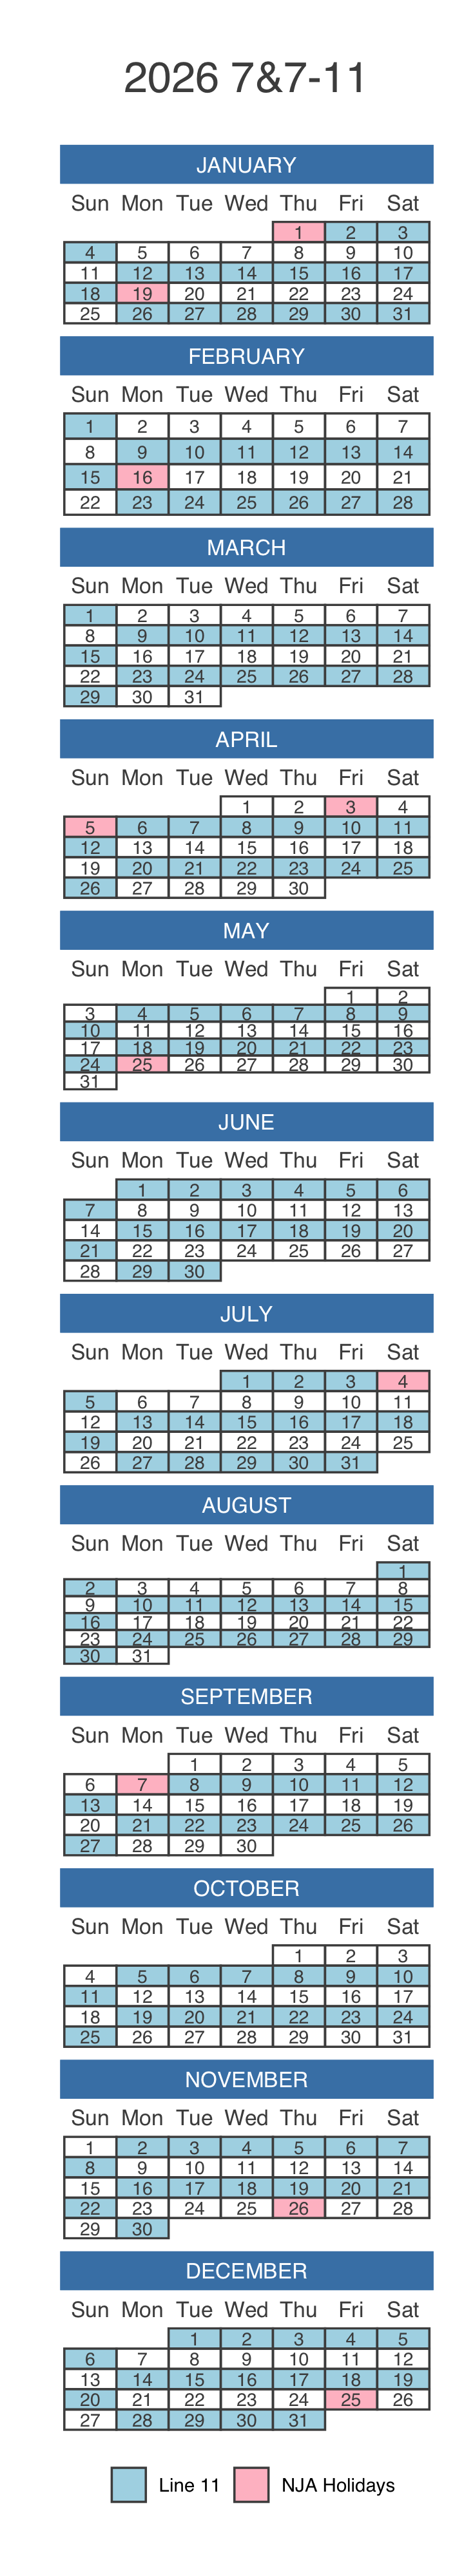 2026 7&7-11
JANUARY
Sun Mon Tue Wed Thu Fri Sat
1 2 3
4 5 6 7 8 9 10
11 12 13 14 15 16 17
18 19 20 21 22 23 24
25 26 27 28 29 30 31
FEBRUARY
Sun Mon Tue Wed Thu Fri Sat
1 2 3 4 5 6 7
8 9 10 11 12 13 14
15 16 17 18 19 20 21
22 23 24 25 26 27 28
MARCH
Sun Mon Tue Wed Thu Fri Sat
1 2 3 4 5 6 7
8 9 10 11 12 13 14
15 16 17 18 19 20 21
22 23 24 25 26 27 28
29 30 31
APRIL
Sun Mon Tue Wed Thu Fri Sat
1 2 3 4
5 6 7 8 9 10 11
12 13 14 15 16 17 18
19 20 21 22 23 24 25
26 27 28 29 30
MAY
Sun Mon Tue Wed Thu Fri Sat
1 2
3 4 5 6 7 8 9
10 11 12 13 14 15 16
17 18 19 20 21 22 23
24 25 26 27 28 29 30
31
JUNE
Sun Mon Tue Wed Thu Fri Sat
1 2 3 4 5 6
7 8 9 10 11 12 13
14 15 16 17 18 19 20
21 22 23 24 25 26 27
28 29 30
JULY
Sun Mon Tue Wed Thu Fri Sat
1 2 3 4
5 6 7 8 9 10 11
12 13 14 15 16 17 18
19 20 21 22 23 24 25
26 27 28 29 30 31
AUGUST
Sun Mon Tue Wed Thu Fri Sat
1
2 3 4 5 6 7 8
9 10 11 12 13 14 15
16 17 18 19 20 21 22
23 24 25 26 27 28 29
30 31
SEPTEMBER
Sun Mon Tue Wed Thu Fri Sat
1 2 3 4 5
6 7 8 9 10 11 12
13 14 15 16 17 18 19
20 21 22 23 24 25 26
27 28 29 30
OCTOBER
Sun Mon Tue Wed Thu Fri Sat
1 2 3
4 5 6 7 8 9 10
11 12 13 14 15 16 17
18 19 20 21 22 23 24
25 26 27 28 29 30 31
NOVEMBER
Sun Mon Tue Wed Thu Fri Sat
1 2 3 4 5 6 7
8 9 10 11 12 13 14
15 16 17 18 19 20 21
22 23 24 25 26 27 28
29 30
DECEMBER
Sun Mon Tue Wed Thu Fri Sat
1 2 3 4 5
6 7 8 9 10 11 12
13 14 15 16 17 18 19
20 21 22 23 24 25 26
27 28 29 30 31
Line 11 NJA Holidays